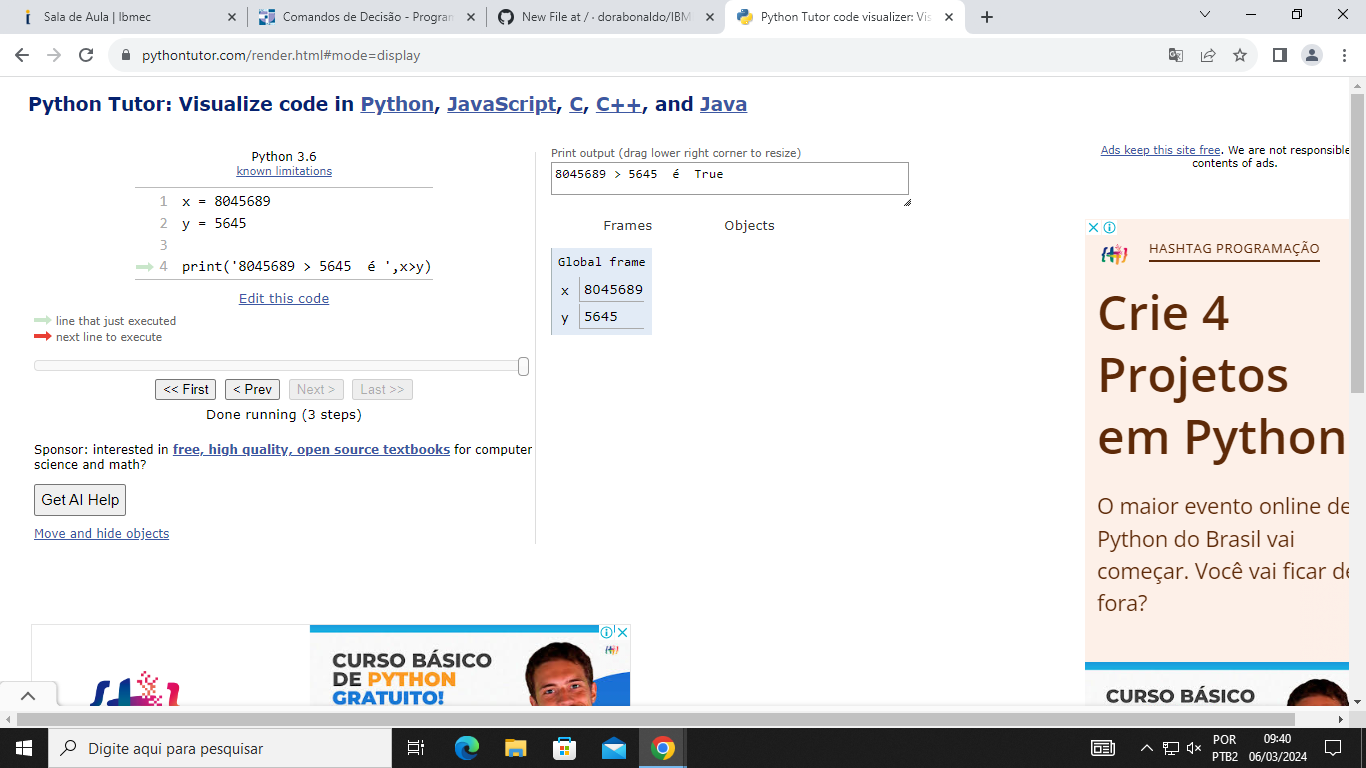 Sala de Aula | Ibmec
Comandos de Decisão - Program
New File at / · dorabonaldo/IBM
Python Tutor code visualizer: Vis
pythontutor.com/render.html#mode=display
Python Tutor: Visualize code in Python, JavaScript, C, C++, and Java
Python 3.6
known limitations
1 x = 8045689
2 y = 5645
3
4 print('8045689 > 5645  é ',x>y)
Edit this code
line that just executed
next line to execute
<< First < Prev Next > Last >>
Done running (3 steps)
Sponsor: interested in free, high quality, open source textbooks for computer
science and math?
Get AI Help
Move and hide objects
Print output (drag lower right corner to resize)
8045689 > 5645  é  True
Frames Objects
Global frame
x 8045689
y 5645
Ads keep this site free. We are not responsible
contents of ads.
HASHTAG PROGRAMAÇÃO
Crie 4
Projetos
em Python
O maior evento online de
Python do Brasil vai
começar. Você vai ficar de
fora?
CURSO BÁSICO
CURSO BÁSICO
DE PYTHON
GRATUITO!
Digite aqui para pesquisar
POR
PTB2
09:40
06/03/2024